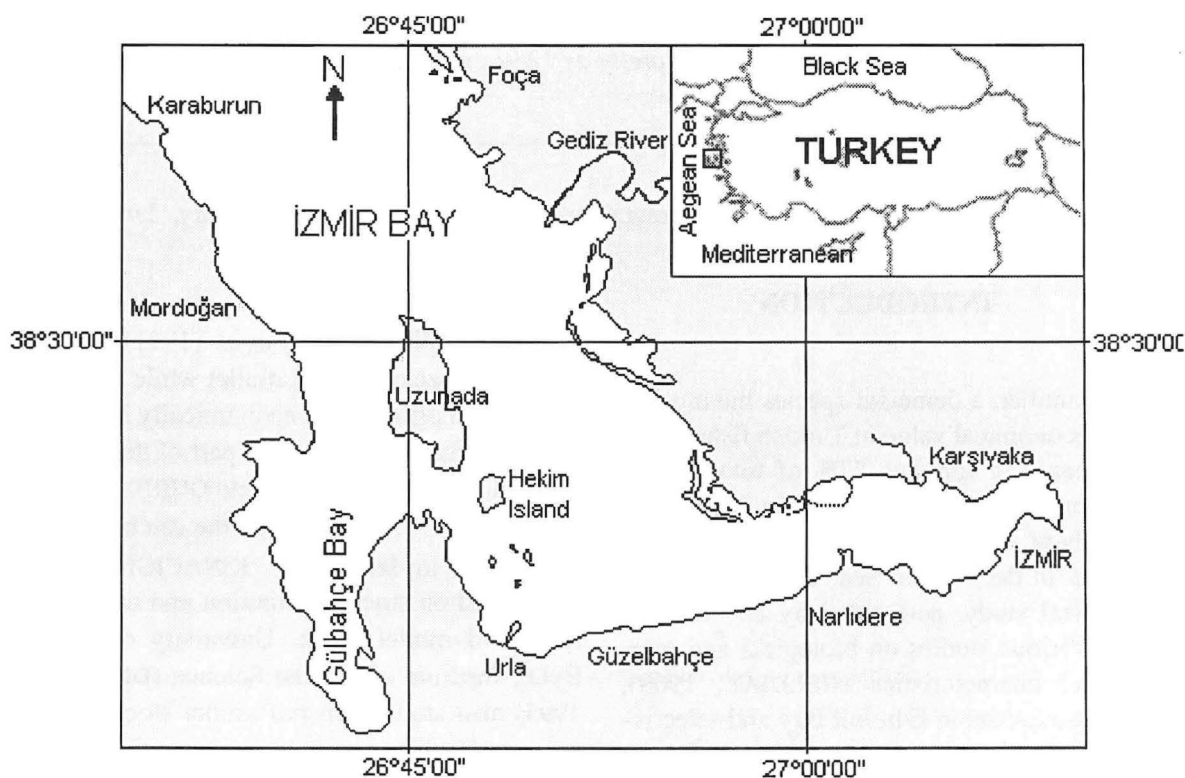 26°45'00"
27°00'00"
N
Foça
Karaburun
Gediz River
İZMİR BAY
Black Sea
Aegean Sea
TÜRKEY
Mediterranean
Mordoğan
38°30'00"
38°30'00"
Uzunada
Hekim
Island
Karşıyaka
Gülbahçe Bay
İZMİR
Narlıdere
Urla
Güzelbahçe
26°45'00"
27°00'00"